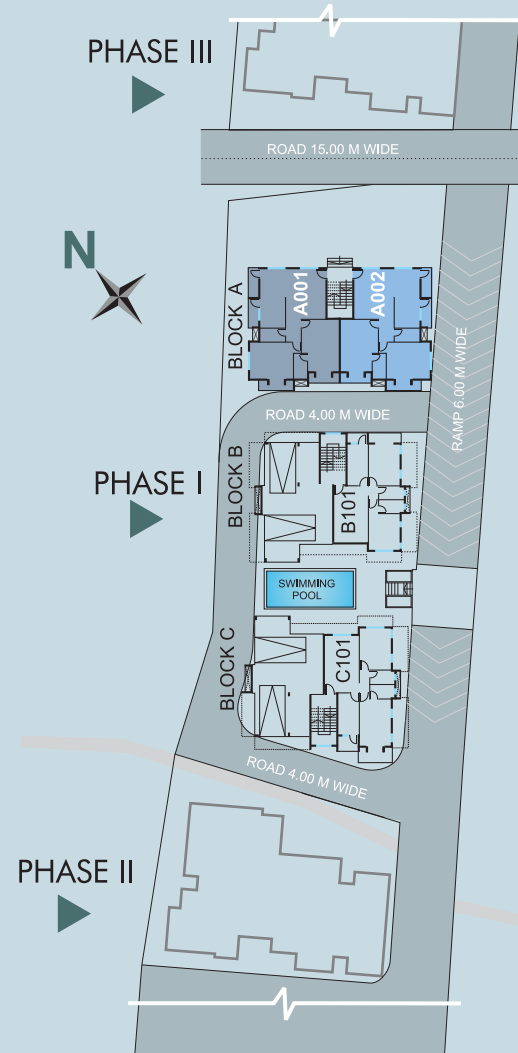 PHASE III
ROAD 15.00 M WIDE
N
BLOCK A
A001
A002
RAMP 6.00 M WIDE
ROAD 4.00 M WIDE
BLOCK B
B101
PHASE I
SWIMMING
POOL
BLOCK C
C101
ROAD 4.00 M WIDE
PHASE II